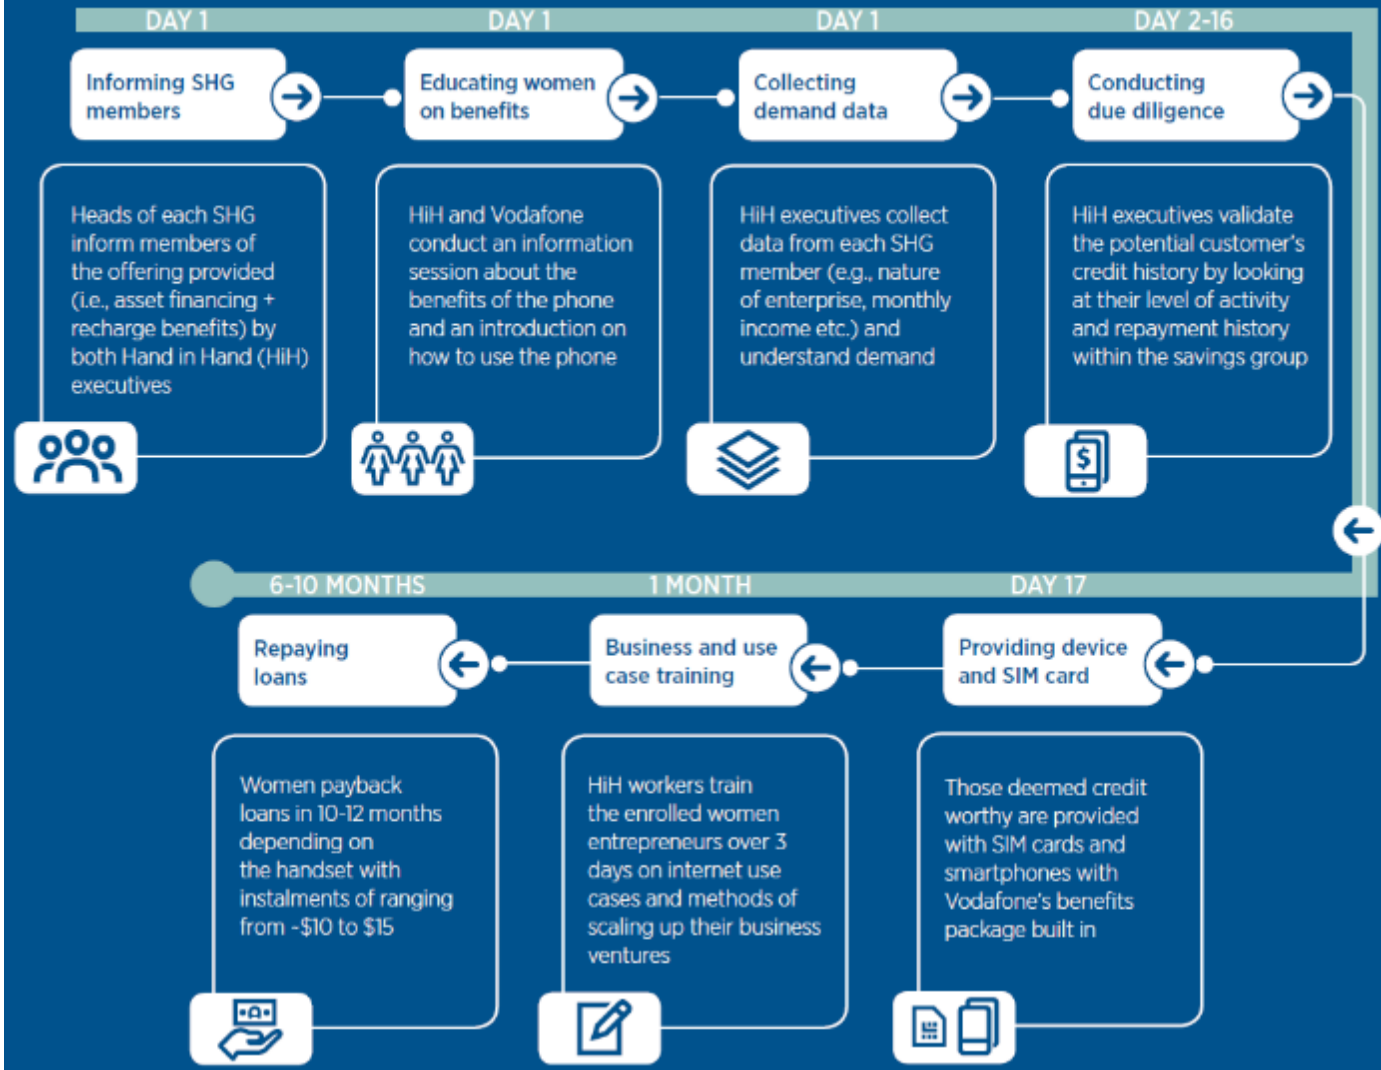 DAY 1
DAY 1
DAY 1
DAY 2-16
Informing SHG
members
Educating women
on benefits
Collecting
demand data
Conducting
due diligence
Heads of each SHG
inform members of
the offering provided
(i.e., asset financing +
recharge benefits) by
both Hand in Hand (HiH)
executives
HiH and Vodafone
conduct an information
session about the
benefits of the phone
and an introduction on
how to use the phone
HiH executives collect
data from each SHG
member (e.g., nature
of enterprise, monthly
income etc.) and
understand demand
HiH executives validate
the potential customer's
credit history by looking
at their level of activity
and repayment history
within the savings group
$
DAY 17
1 MONTH
6-10 MONTHS
Providing device
and SIM card
Business and use
case training
Repaying
loans
Those deemed credit
worthy are provided
with SIM cards and
smartphones with
Vodafone's benefits
package built in
HiH workers train
the enrolled women
entrepreneurs over 3
days on internet use
cases and methods of
scaling up their business
ventures
Women payback
loans in 10-12 months
depending on
the handset with
instalments of ranging
from ~$10 to $15